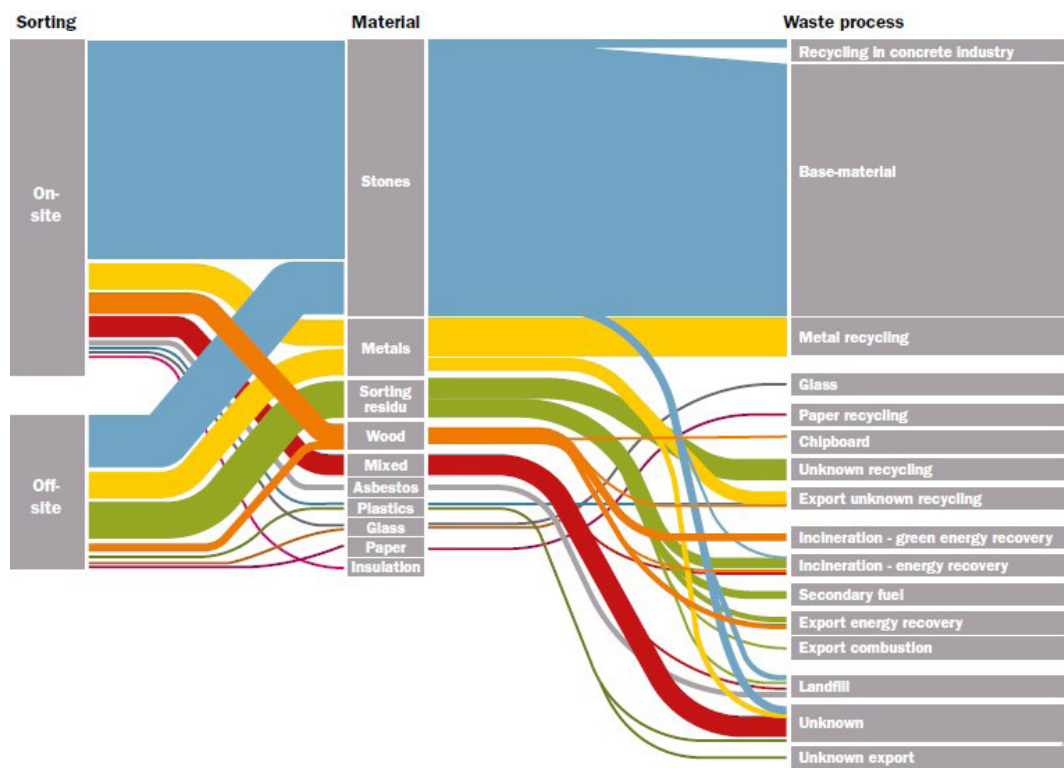 Sorting
Material
Waste process
On-
site
Off-
site
Stones
Metals
Sorting
residu
Wood
Mixed
Asbestos
Plastics
Glass
Paper
Insulation
Recycling in concrete industry
Base-material
Metal recycling
Glass
Paper recycling
Chipboard
Unknown recycling
Export unknown recycling
Incineration - green energy recovery
Incineration - energy recovery
Secondary fuel
Export energy recovery
Export combustion
Landfill
Unknown
Unknown export